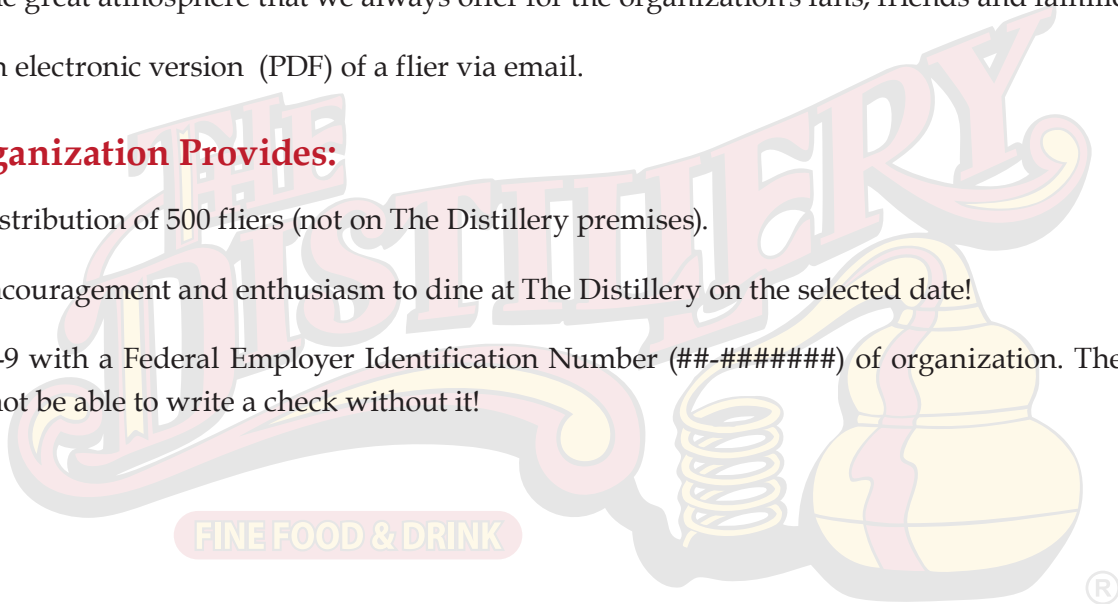 e great atmosphere that we always offer for the organization's fans, friends and familie
n electronic version (PDF) of a flier via email.
ganization Provides:
stribution of 500 fliers (not on The Distillery premises).
couragement and enthusiasm to dine at The Distillery on the selected date!
-9 with a Federal Employer Identification Number (##-#######) of organization. The
not be able to write a check without it!
THE
DISTILLERY
FINE FOOD & DRINK
®